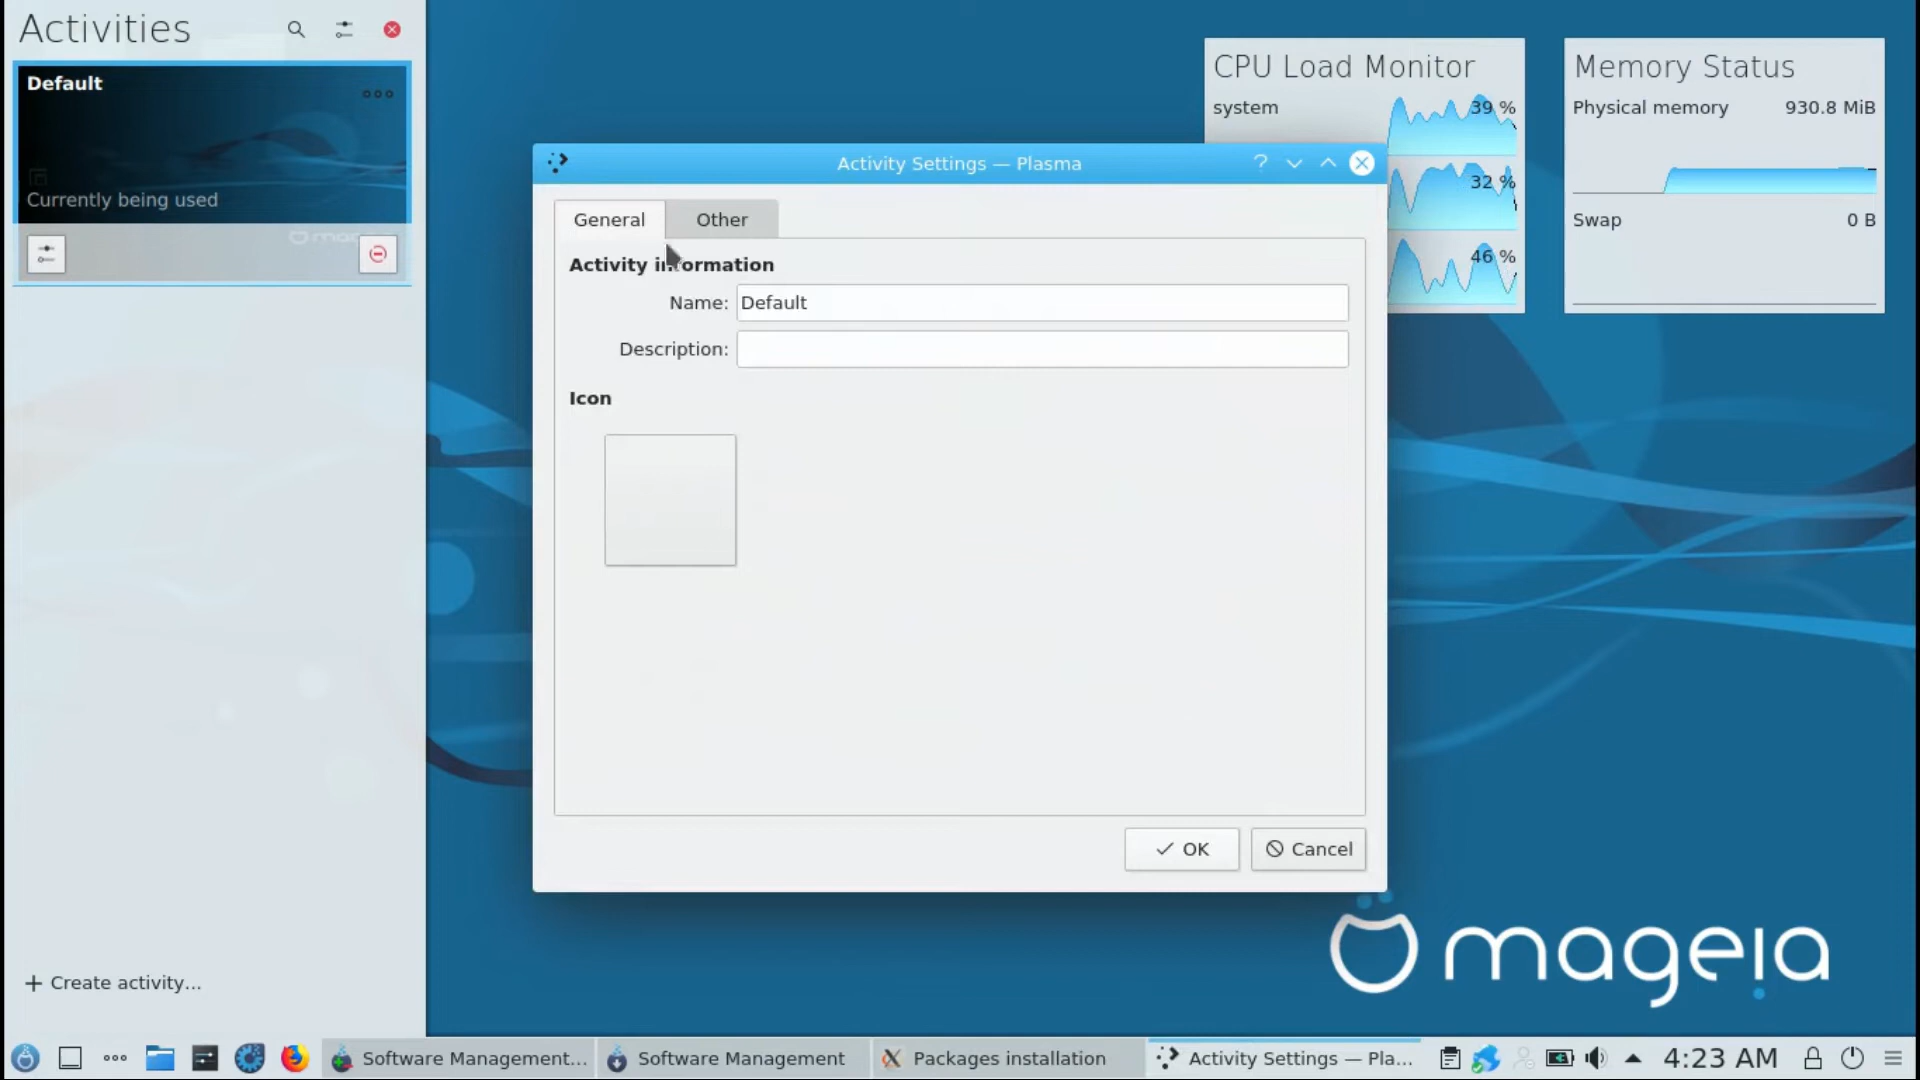 Activities
Default
Currently being used
+ Create activity...
CPU Load Monitor
system
39 %
32 %
46 %
Memory Status
Physical memory 930.8 MiB
Swap 0 B
Activity Settings — Plasma
General Other
Activity information
Name: Default
Description:
Icon
OK Cancel
mageia
Software Management... Software Management Packages installation Activity Settings — Pla... 4:23 AM